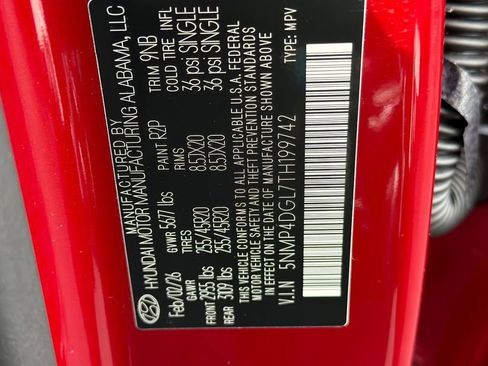 MANUFACTURED BY
HYUNDAI MOTOR MANUFACTURING ALABAMA, LLC
Feb/02/26 GVWR 5677 lbs PAINT R2P TRIM 9NB
GAWR TIRES RIMS COLD TIRE INFL
FRONT 2955 lbs 255/45R20 8.5JX20 36 psi SINGLE
REAR 3109 lbs 255/45R20 8.5JX20 36 psi SINGLE
THIS VEHICLE CONFORMS TO ALL APPLICABLE U.S.A. FEDERAL
MOTOR VEHICLE SAFETY AND THEFT PREVENTION STANDARDS
IN EFFECT ON THE DATE OF MANUFACTURE SHOWN ABOVE
V.I.N 5NMP4DGL7TH199742 TYPE: MPV